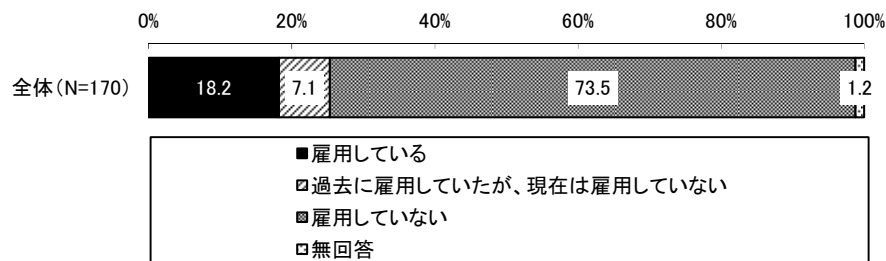 0% 20% 40% 60% 80% 100%
全体(N=170) 18.2 7.1 73.5 1.2
雇用している
過去に雇用していたが、現在は雇用していない
雇用していない
無回答